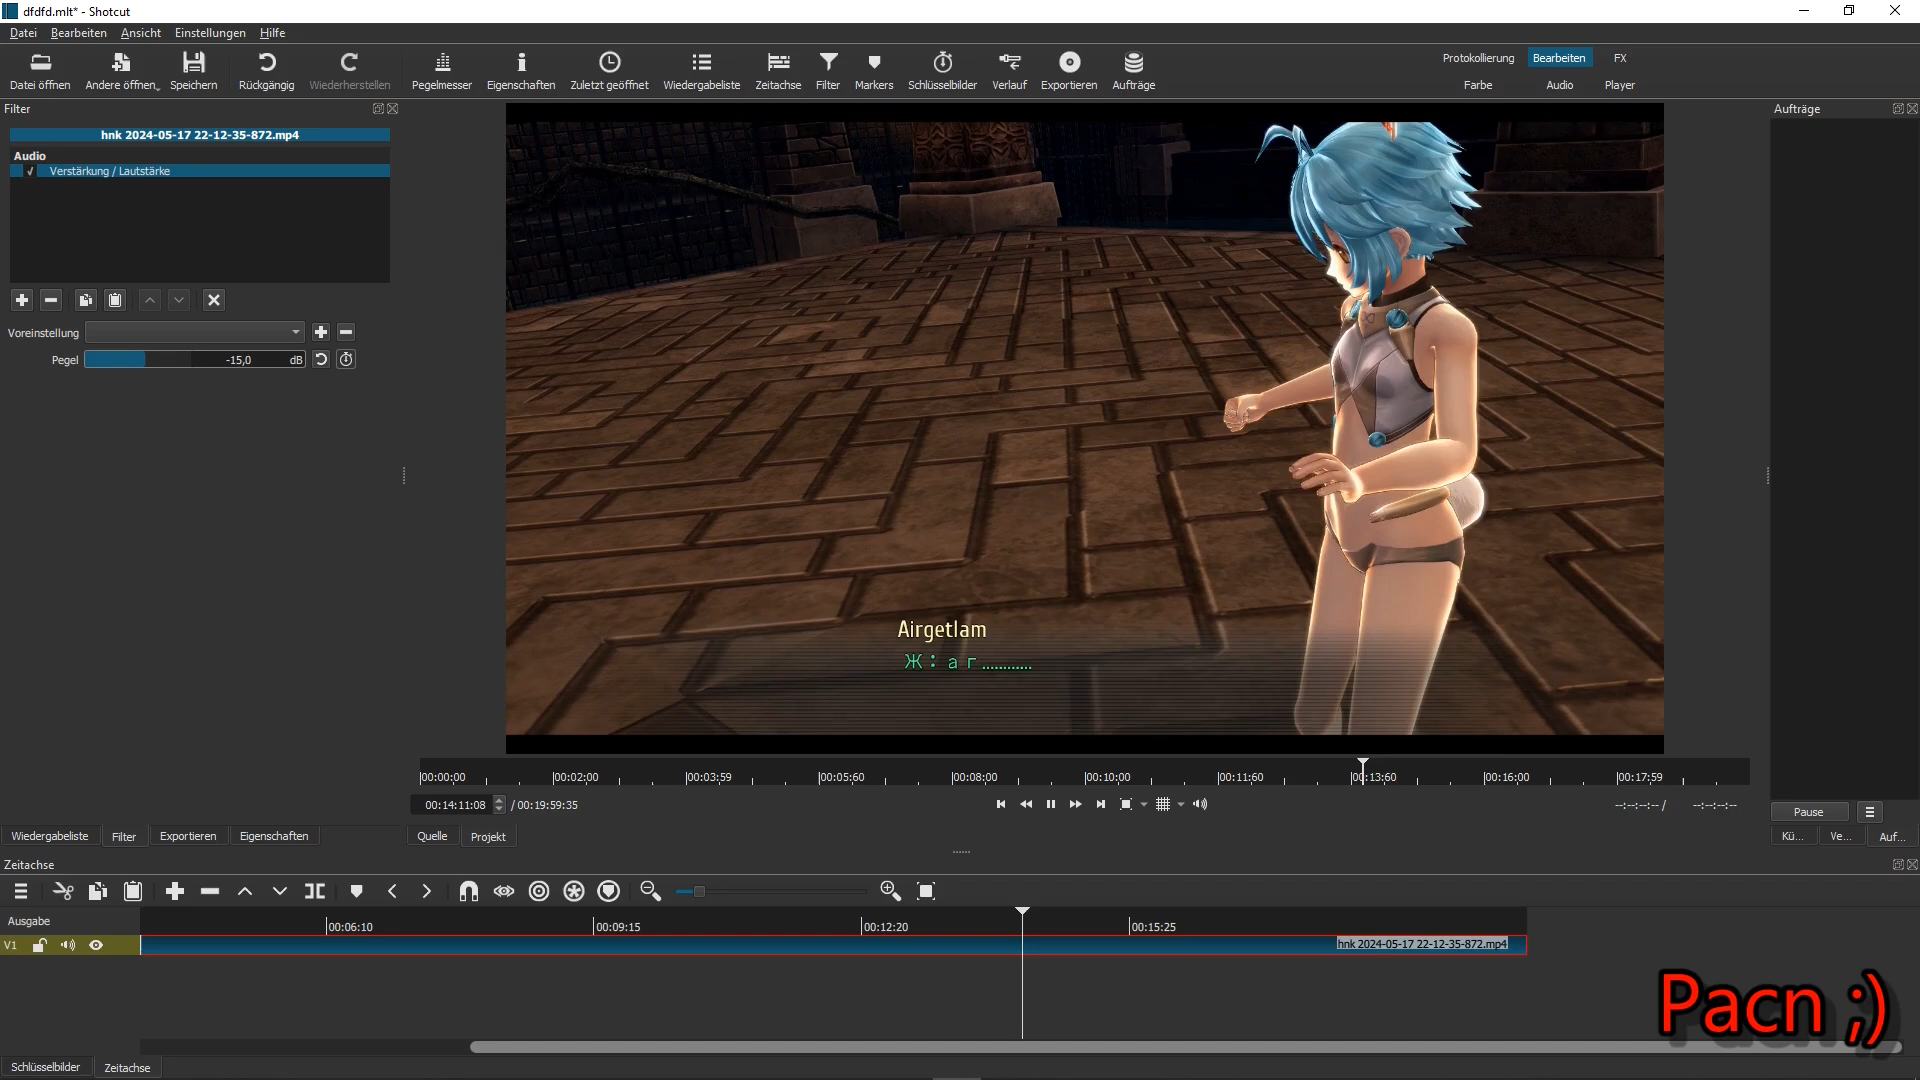 dfdfd.mlt* - Shotcut
Datei Bearbeiten Ansicht Einstellungen Hilfe
Datei öffnen Andere öffnen Speichern Rückgängig Wiederherstellen Pegelmesser Eigenschaften Zuletzt geöffnet Wiedergabeliste Zeitachse Filter Markers Schlüsselbilder Verlauf Exportieren Aufträge
Protokollierung Bearbeiten FX
Farbe Audio Player
Filter
hnk 2024-05-17 22-12-35-872.mp4
Audio
Verstärkung / Lautstärke
Voreinstellung
Pegel -15,0 dB
Aufträge
Airgetlam
Ж: а г............
00:00:00 00:02:00 00:03:59 00:05:60 00:08:00 00:10:00 00:11:60 00:13:60 00:16:00 00:17:59
00:14:11:08 / 00:19:59:35
--:--:--:-- / --:--:--:--
Pause
Wiedergabeliste Filter Exportieren Eigenschaften
Quelle Projekt
Kü... Ve... Auf...
Zeitachse
Ausgabe
00:06:10 00:09:15 00:12:20 00:15:25
V1
hnk 2024-05-17 22-12-35-872.mp4
Pacn ;)
Schlüsselbilder Zeitachse